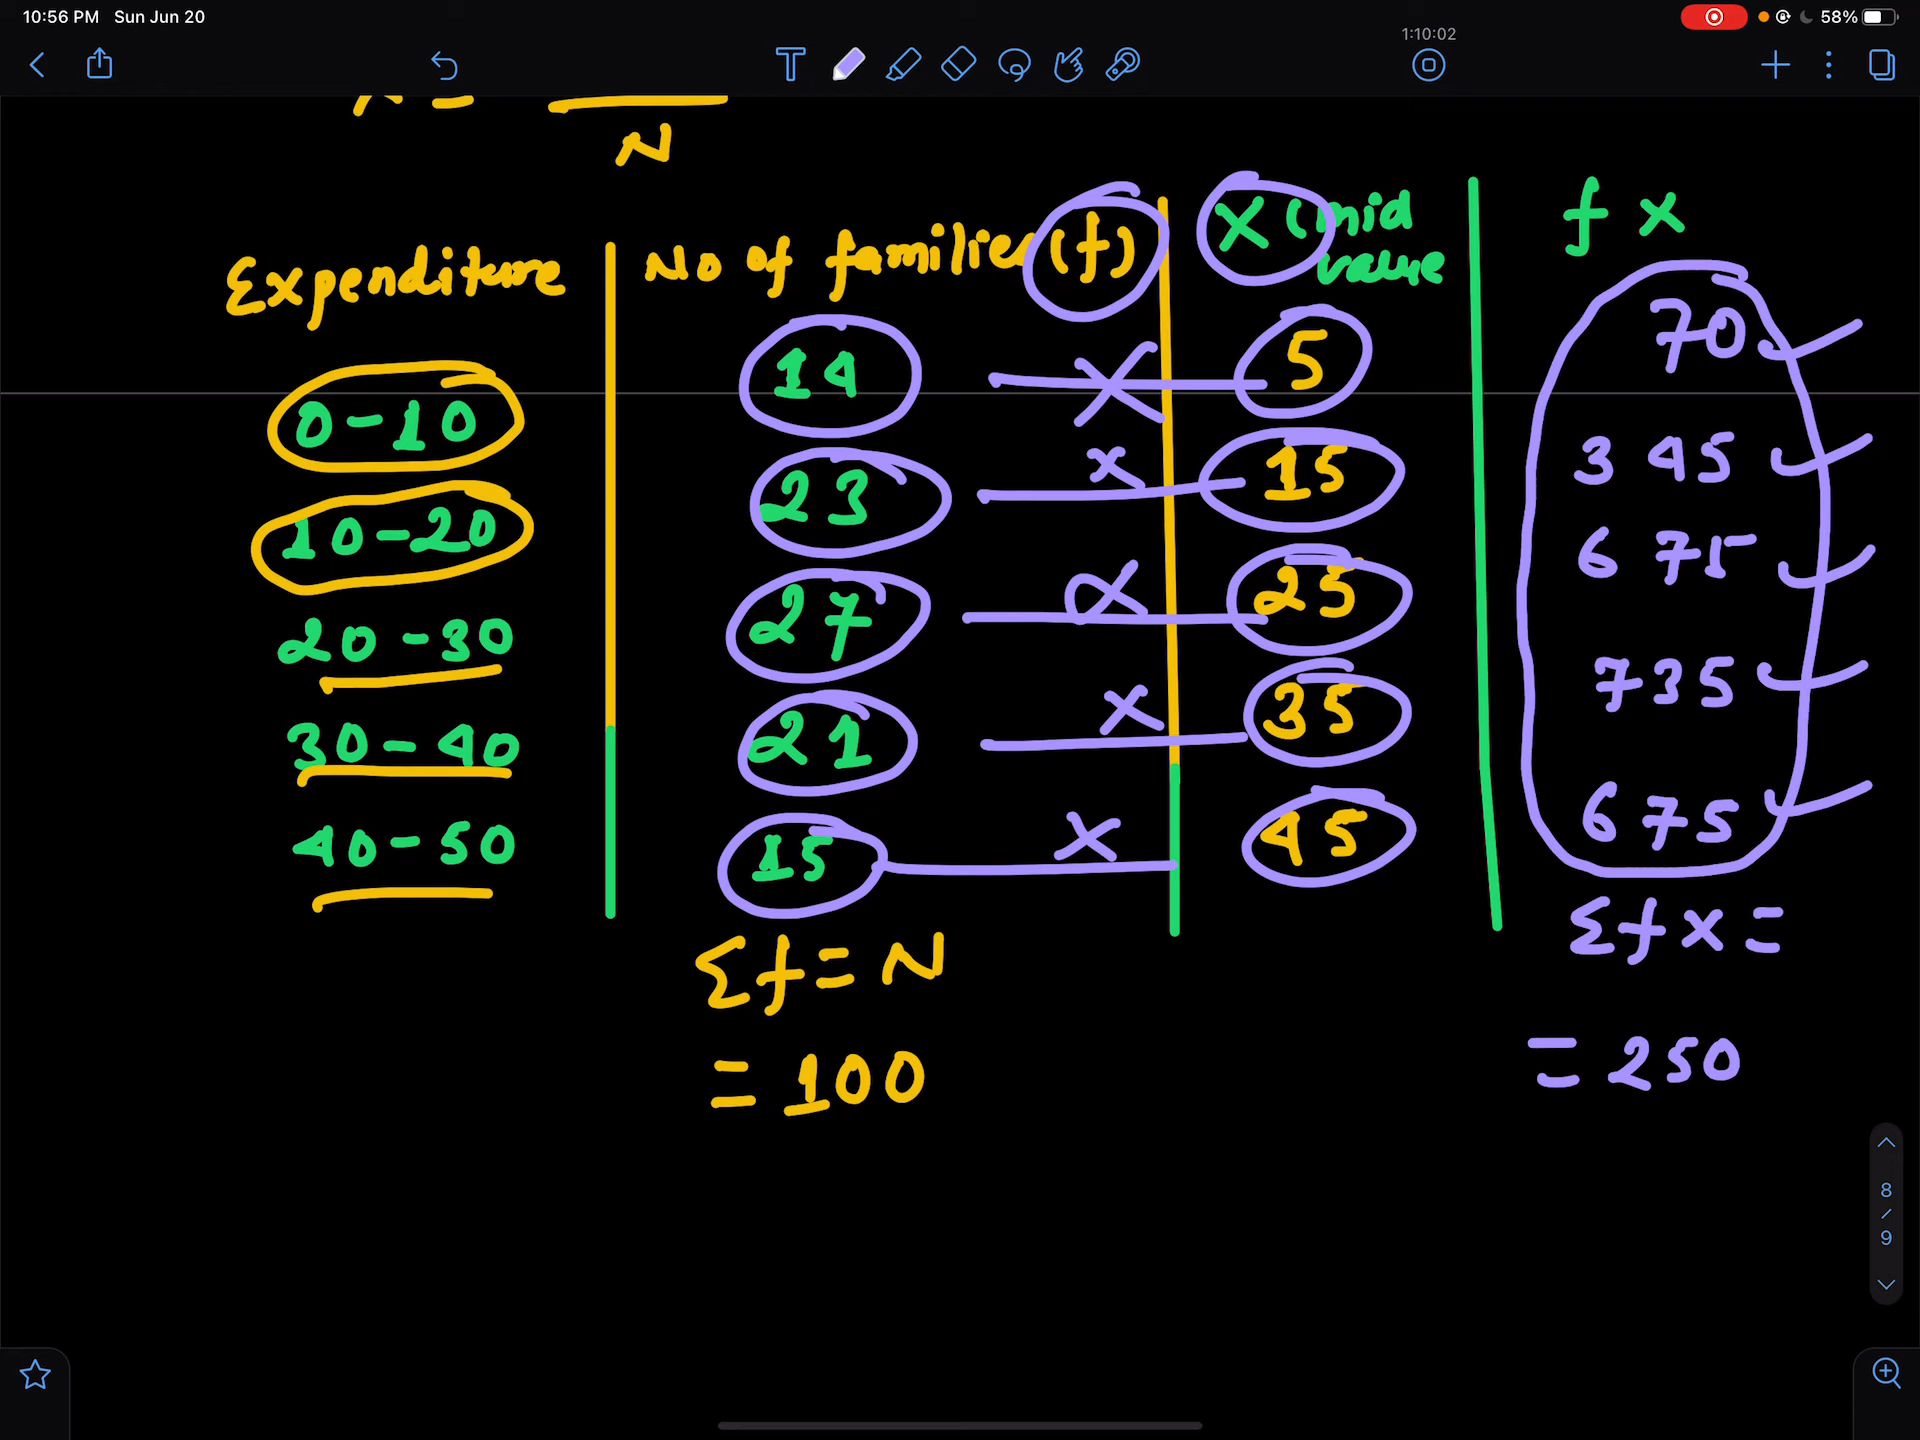 10:56 PM Sun Jun 20
58%
1:10:02
N
Expenditure No of families (f) X (mid value f x
0-10 14 X 5 70
10-20 23 x 15 345
20-30 27 x 25 675
30-40 21 x 35 735
40-50 15 x 45 675
Σf = N Σfx =
= 100 = 250
8
/
9